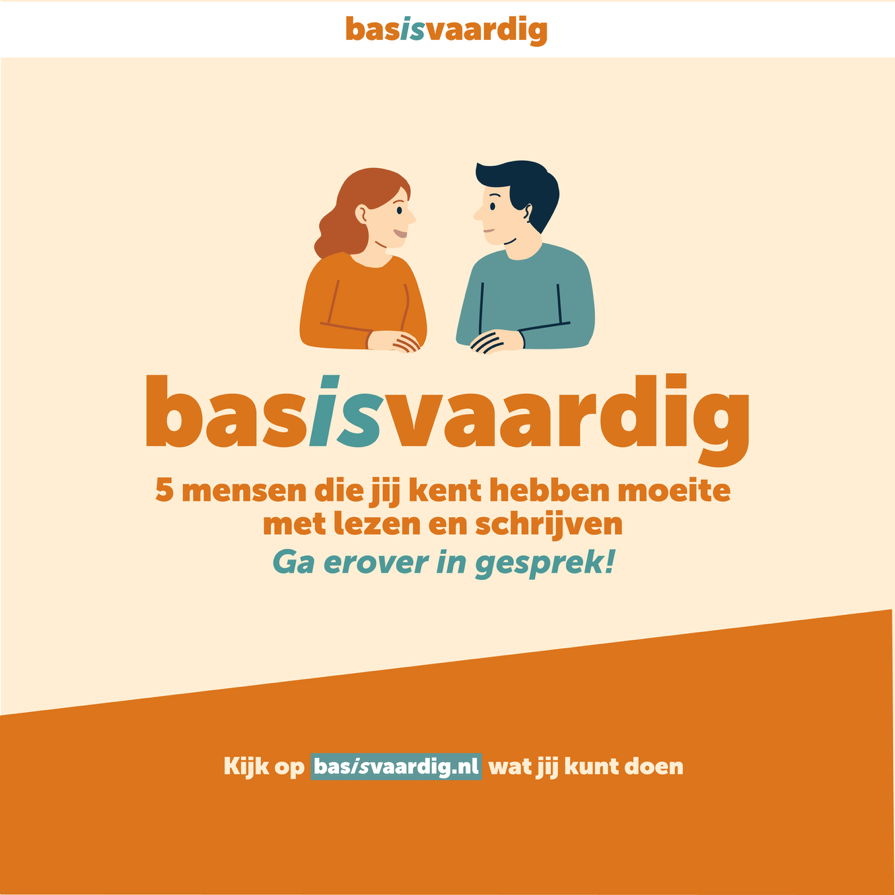 basisvaardig
basisvaardig
5 mensen die jij kent hebben moeite
met lezen en schrijven
Ga erover in gesprek!
Kijk op basisvaardig.nl wat jij kunt doen